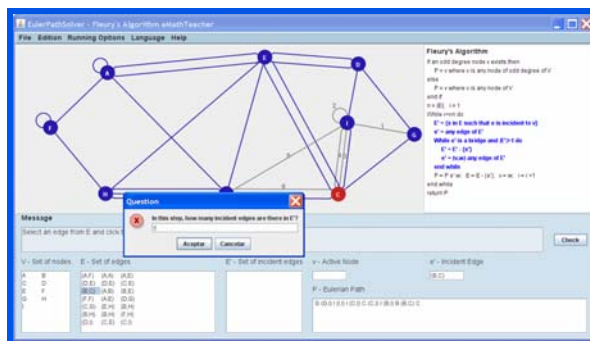 EulerPathSolver - Fleury's Algorithm eMathTeacher
File Edition Running Options Language Help
Fleury's Algorithm
If an odd degree node v exists then
P = v where v is any node of odd degree of V
else
P = v where v is any node of V
end if
While i<=n do
E' = {s in E such that s is incident to v}
e' = any edge of E'
While e' is a bridge and |E'|>1 do
E' = E' - {e'}
e' = (v,w) any edge of E'
end while
end while
return P
A
E
D
I
G
F
H
C
Question
In this step, how many incident edges are there in E'?
Aceptar Cancelar
Message
Select an edge from E and click
Check
V - Set of nodes
E - Set of edges
E' - Set of incident edges
v - Active Node
e' - Incident Edge
A B
C D
E F
G H
I
(A,F) (A,A) (A,E)
(D,E) (D,E) (C,E)
(B,C) (A,B) (B,E)
(F,F) (A,E) (D,G)
(C,G) (E,H) (B,H)
(B,H) (B,H) (F,H)
(D,I) (C,E) (C,I)
(B,C)
P - Eulerian Path